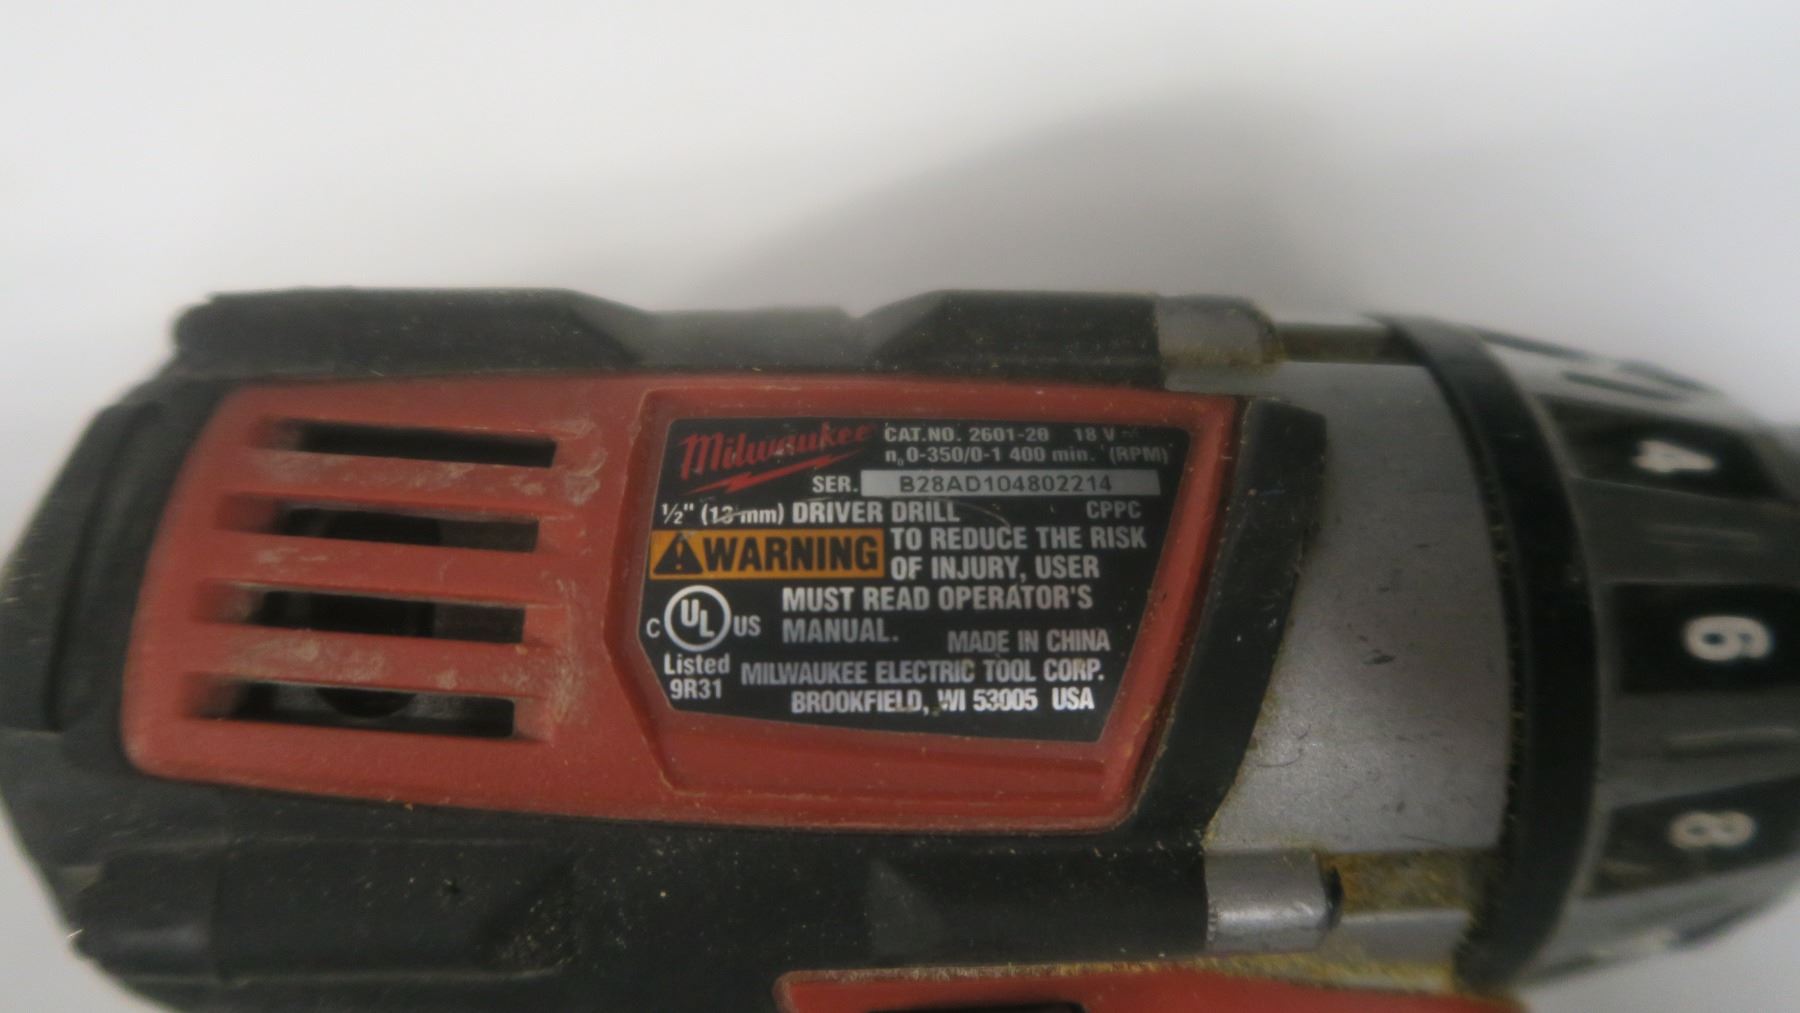 Milwaukee CAT.NO. 2601-20 18 V ⎓
n₀ 0-350/0-1 400 min. (RPM)
SER. B28AD104802214
½" (13 mm) DRIVER DRILL CPPC
WARNING TO REDUCE THE RISK
OF INJURY, USER
MUST READ OPERATOR'S
MANUAL.
C UL US
MADE IN CHINA
Listed
9R31
MILWAUKEE ELECTRIC TOOL CORP.
BROOKFIELD, WI 53005 USA
4
6
8